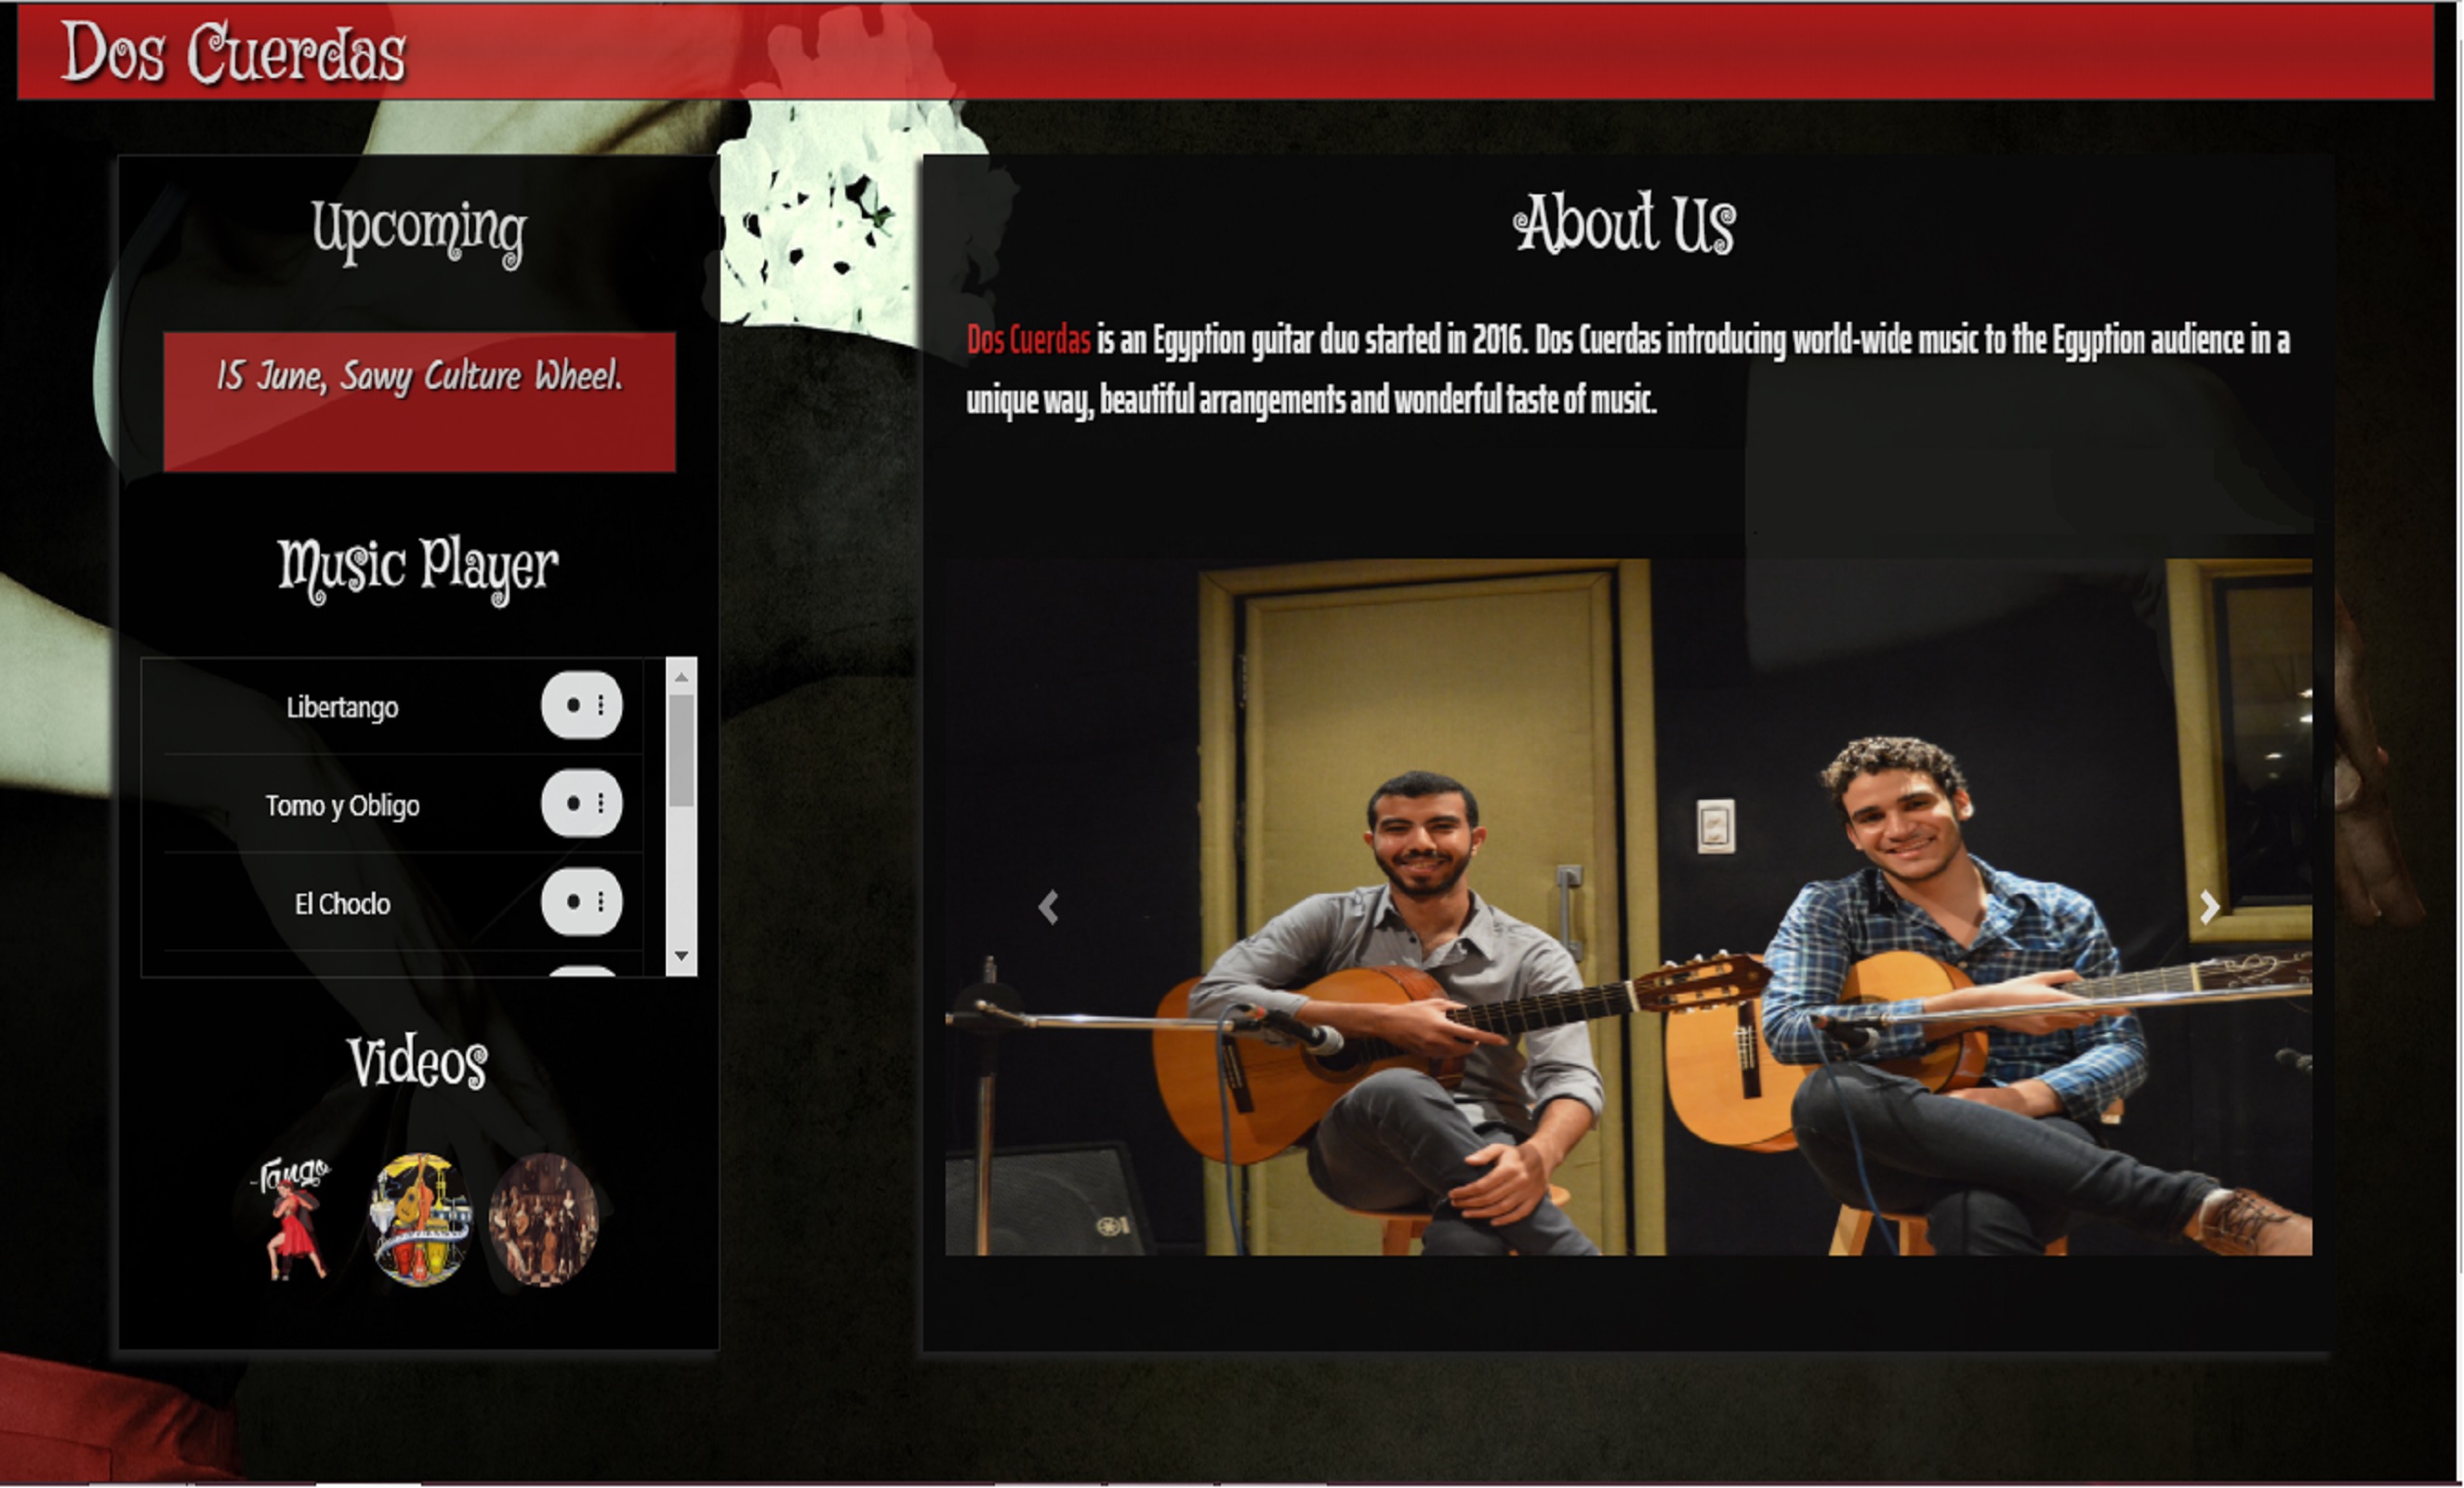 Dos Cuerdas
Upcoming
15 June, Sawy Culture Wheel.
Music Player
Libertango
Tomo y Obligo
El Choclo
Videos
Tango
About Us
Dos Cuerdas is an Egyption guitar duo started in 2016. Dos Cuerdas introducing world-wide music to the Egyption audience in a
unique way, beautiful arrangements and wonderful taste of music.